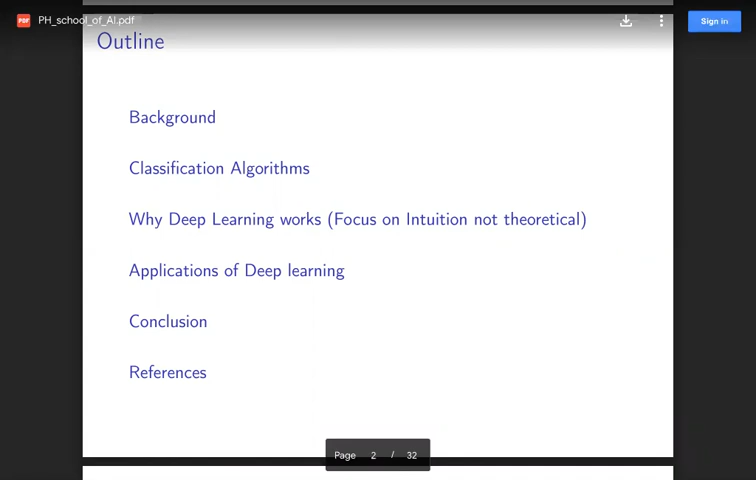 PDF PH_school_of_AI.pdf
Sign in
Outline
Background
Classification Algorithms
Why Deep Learning works (Focus on Intuition not theoretical)
Applications of Deep learning
Conclusion
References
Page 2 / 32